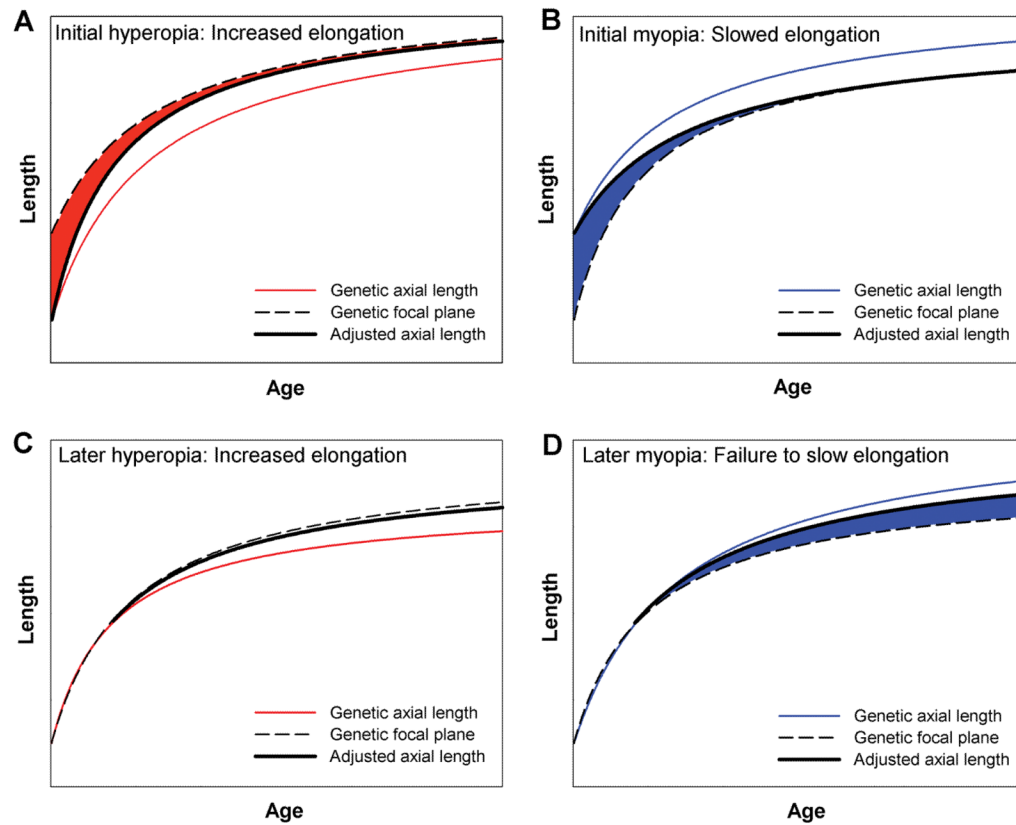 A
Initial hyperopia: Increased elongation
Length
Genetic axial length
Genetic focal plane
Adjusted axial length
Age
B
Initial myopia: Slowed elongation
Length
Genetic axial length
Genetic focal plane
Adjusted axial length
Age
C
Later hyperopia: Increased elongation
Length
Genetic axial length
Genetic focal plane
Adjusted axial length
Age
D
Later myopia: Failure to slow elongation
Length
Genetic axial length
Genetic focal plane
Adjusted axial length
Age